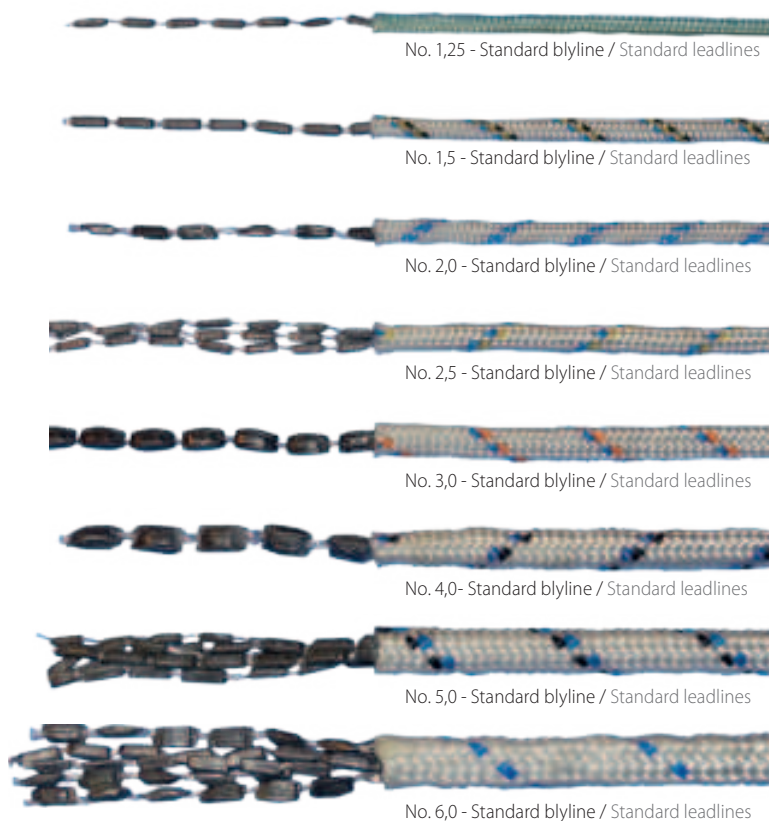 No. 1,25 - Standard blyline / Standard leadlines
No. 1,5 - Standard blyline / Standard leadlines
No. 2,0 - Standard blyline / Standard leadlines
No. 2,5 - Standard blyline / Standard leadlines
No. 3,0 - Standard blyline / Standard leadlines
No. 4,0- Standard blyline / Standard leadlines
No. 5,0 - Standard blyline / Standard leadlines
No. 6,0 - Standard blyline / Standard leadlines